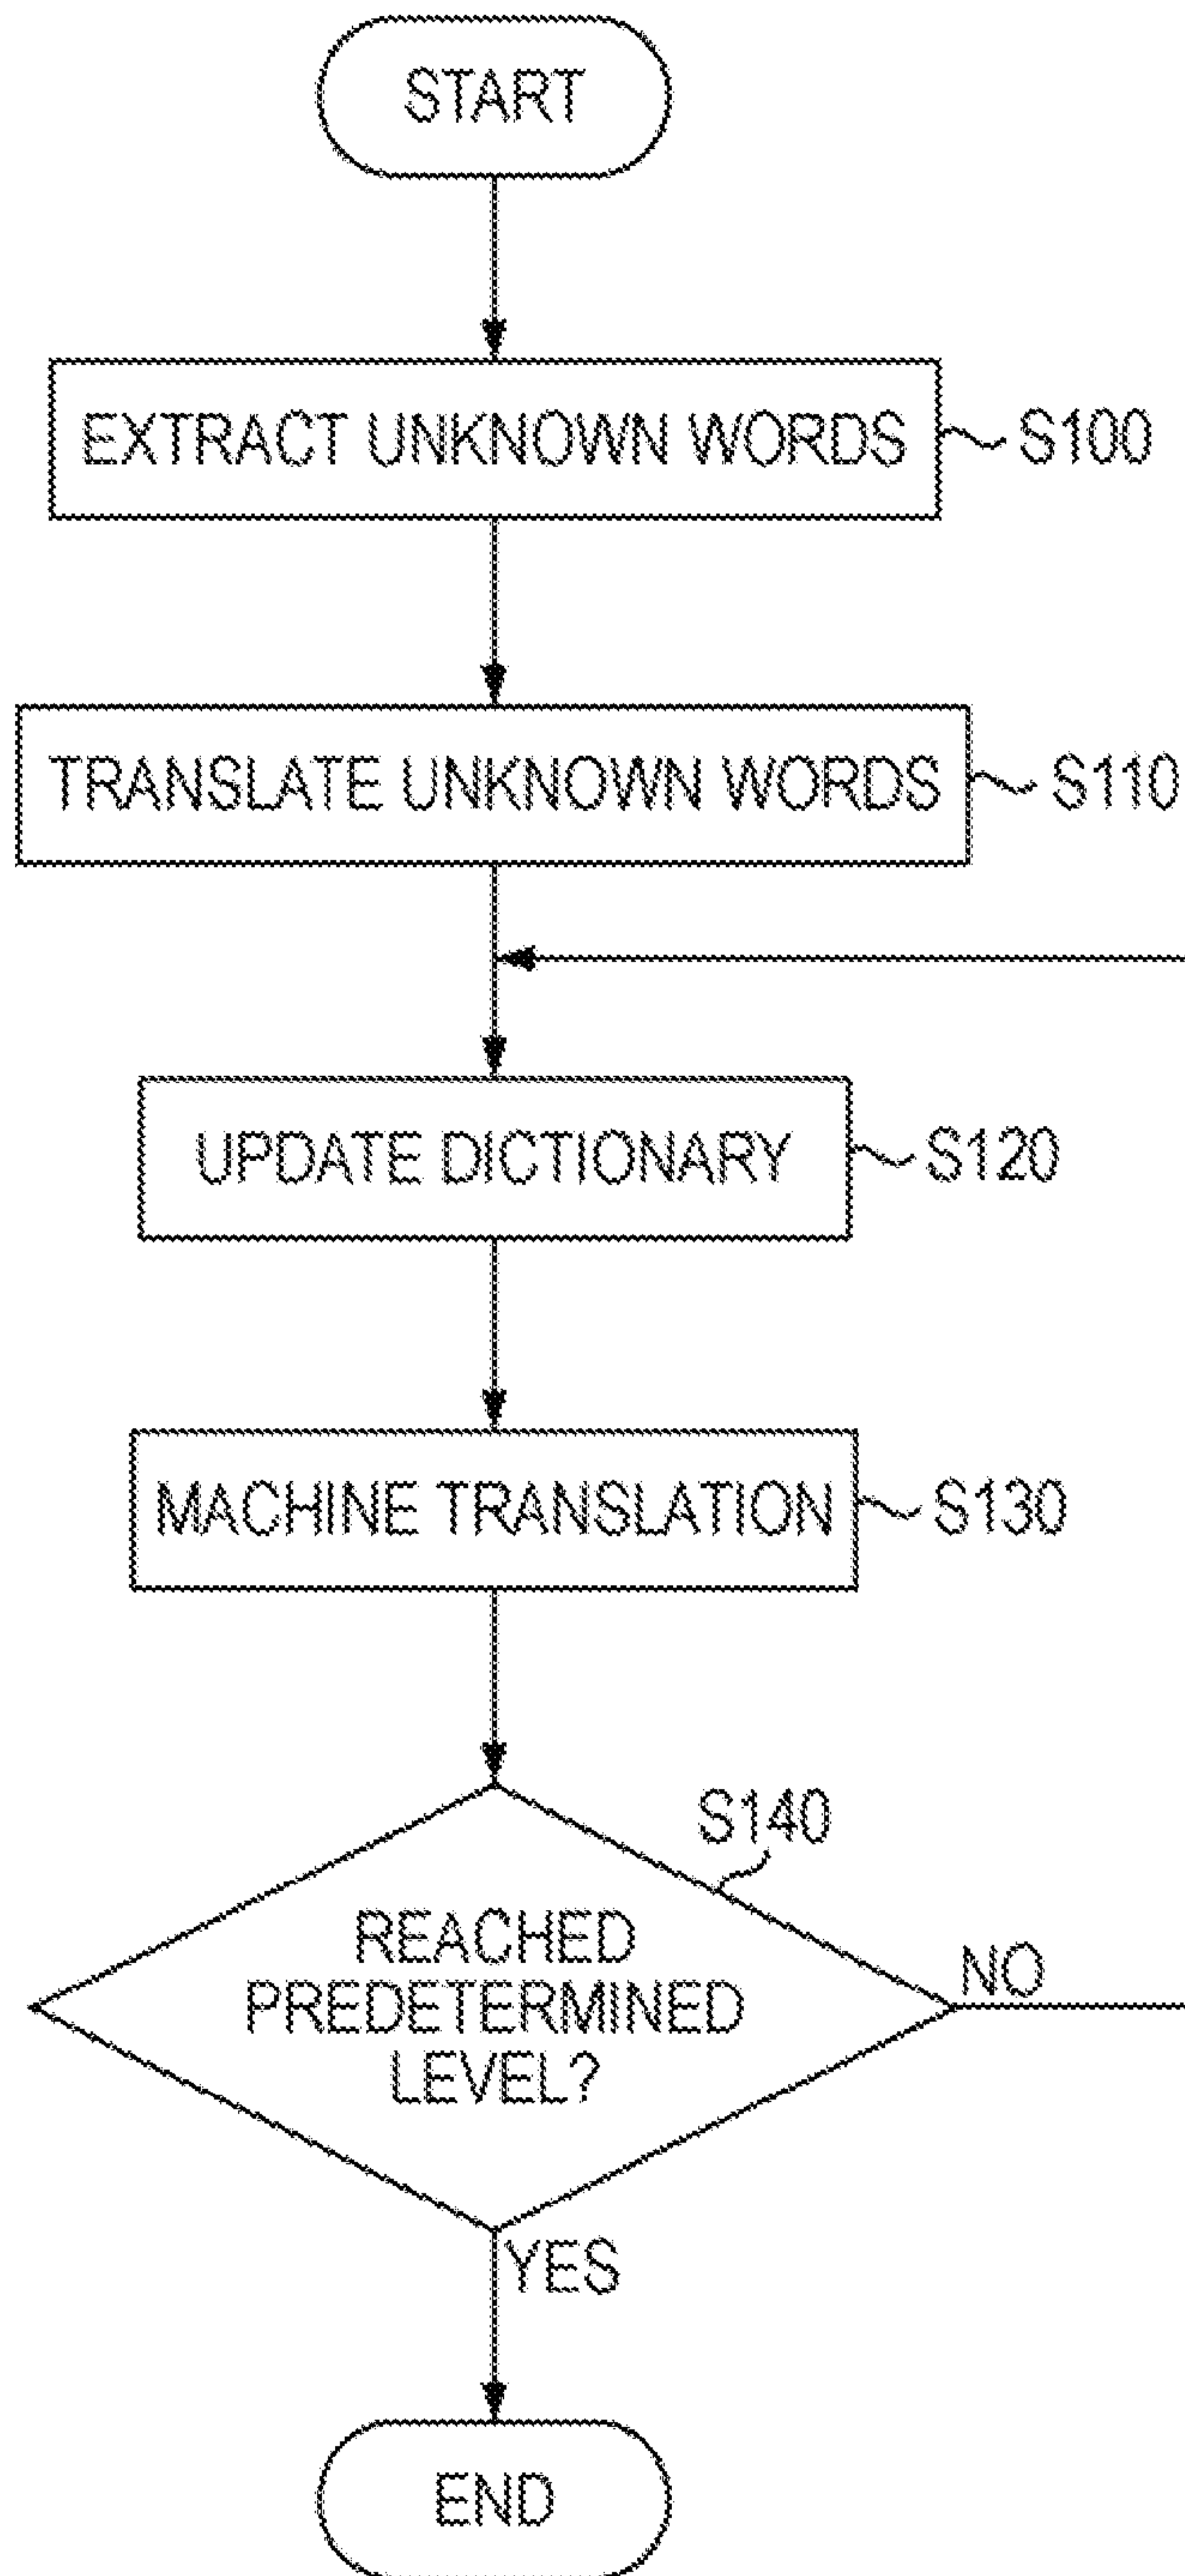 START
EXTRACT UNKNOWN WORDS
S100
TRANSLATE UNKNOWN WORDS
S110
UPDATE DICTIONARY
S120
MACHINE TRANSLATION
S130
S140
REACHED
PREDETERMINED
LEVEL?
NO
YES
END